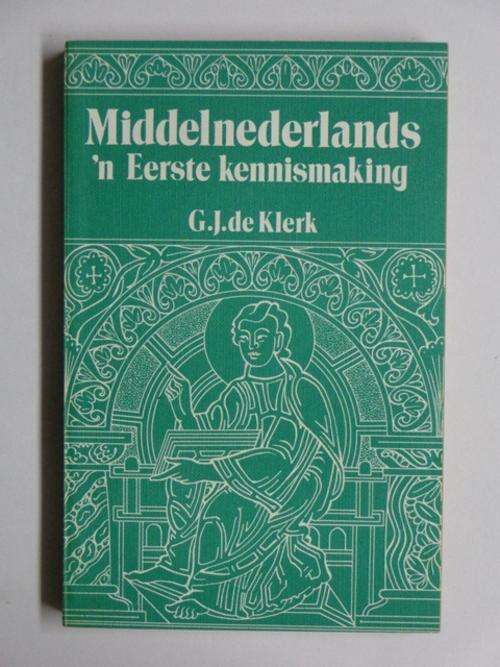 Middelnederlands
'n Eerste kennismaking
G.J.de Klerk